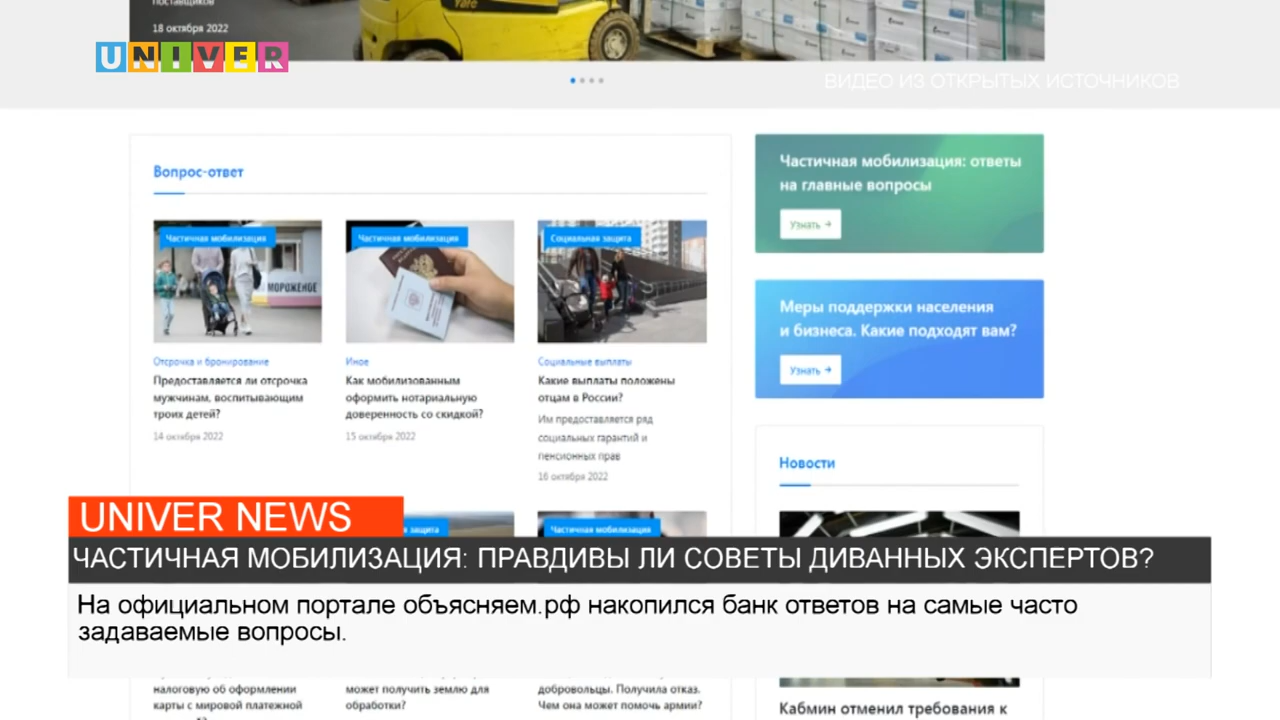 поставщиков
18 октября 2022
Yarc
UNIVER
ВИДЕО ИЗ ОТКРЫТЫХ ИСТОЧНИКОВ
Вопрос-ответ
Частичная мобилизация
МОРОЖЕНОЕ
Отсрочка и бронирование
Предоставляется ли отсрочка
мужчинам, воспитывающим
троих детей?
14 октября 2022
Частичная мобилизация
Иное
Как мобилизованным
оформить нотариальную
доверенность со скидкой?
15 октября 2022
Социальная защита
Социальные выплаты
Какие выплаты положены
отцам в России?
Им предоставляется ряд
социальных гарантий и
пенсионных прав
16 октября 2022
Частичная мобилизация: ответы
на главные вопросы
Узнать →
Меры поддержки населения
и бизнеса. Какие подходят вам?
Узнать →
Новости
защита
Частичная мобилизация
UNIVER NEWS
ЧАСТИЧНАЯ МОБИЛИЗАЦИЯ: ПРАВДИВЫ ЛИ СОВЕТЫ ДИВАННЫХ ЭКСПЕРТОВ?
На официальном портале объясняем.рф накопился банк ответов на самые часто
задаваемые вопросы.
налоговую об оформлении
карты с мировой платежной
может получить землю для
обработки?
добровольцы. Получила отказ.
Чем она может помочь армии?
Кабмин отменил требования к